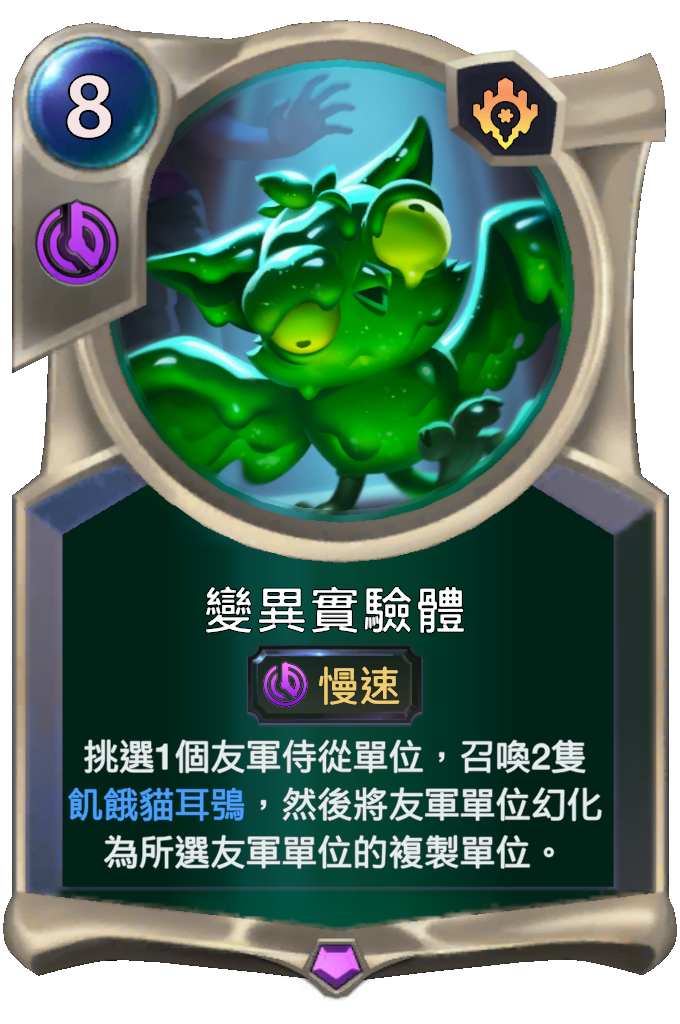 8
變異實驗體
慢速
挑選1個友軍侍從單位，召喚2隻
飢餓貓耳鴞，然後將友軍單位幻化
為所選友軍單位的複製單位。